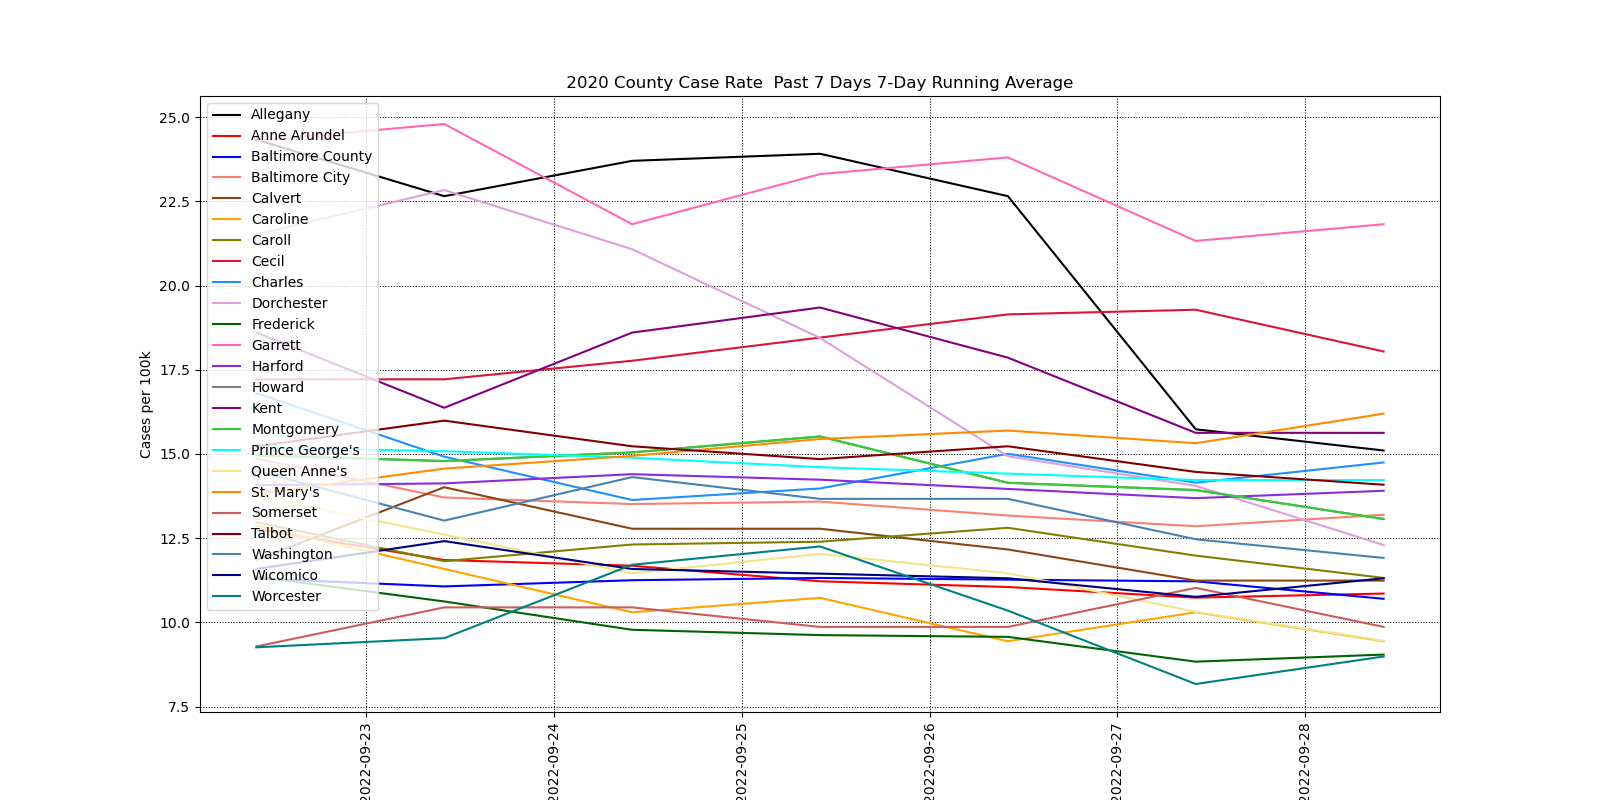 2020 County Case Rate  Past 7 Days 7-Day Running Average
Cases per 100k
25.0
22.5
20.0
17.5
15.0
12.5
10.0
7.5
Allegany
Anne Arundel
Baltimore County
Baltimore City
Calvert
Caroline
Caroll
Cecil
Charles
Dorchester
Frederick
Garrett
Harford
Howard
Kent
Montgomery
Prince George's
Queen Anne's
St. Mary's
Somerset
Talbot
Washington
Wicomico
Worcester
2022-09-23
2022-09-24
2022-09-25
2022-09-26
2022-09-27
2022-09-28